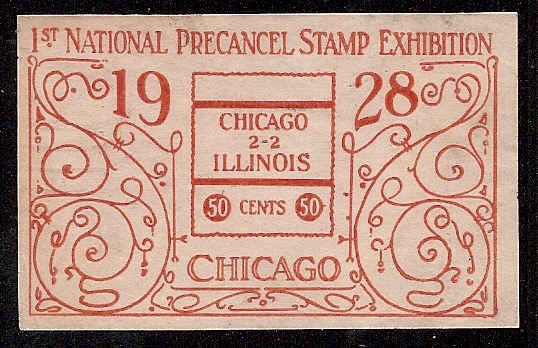 1ST NATIONAL PRECANCEL STAMP EXHIBITION
19 28
CHICAGO
2-2
ILLINOIS
50 CENTS 50
CHICAGO